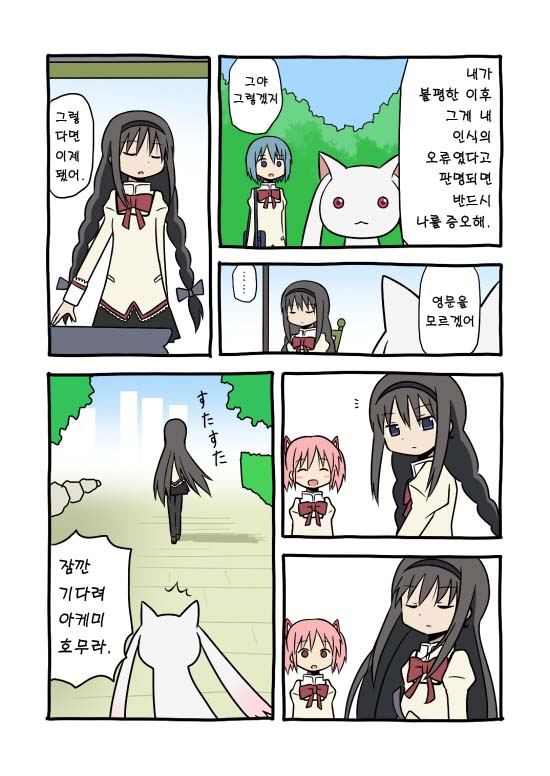 내가
불평한 이후
그게 내
인식의
오류였다고
판명되면
반드시
나를 증오해.
그야
그렇겠지
영문을
모르겠어
……
그렇
다면
이제
됐어.
すたすた
잠깐
기다려
아케미
호무라.